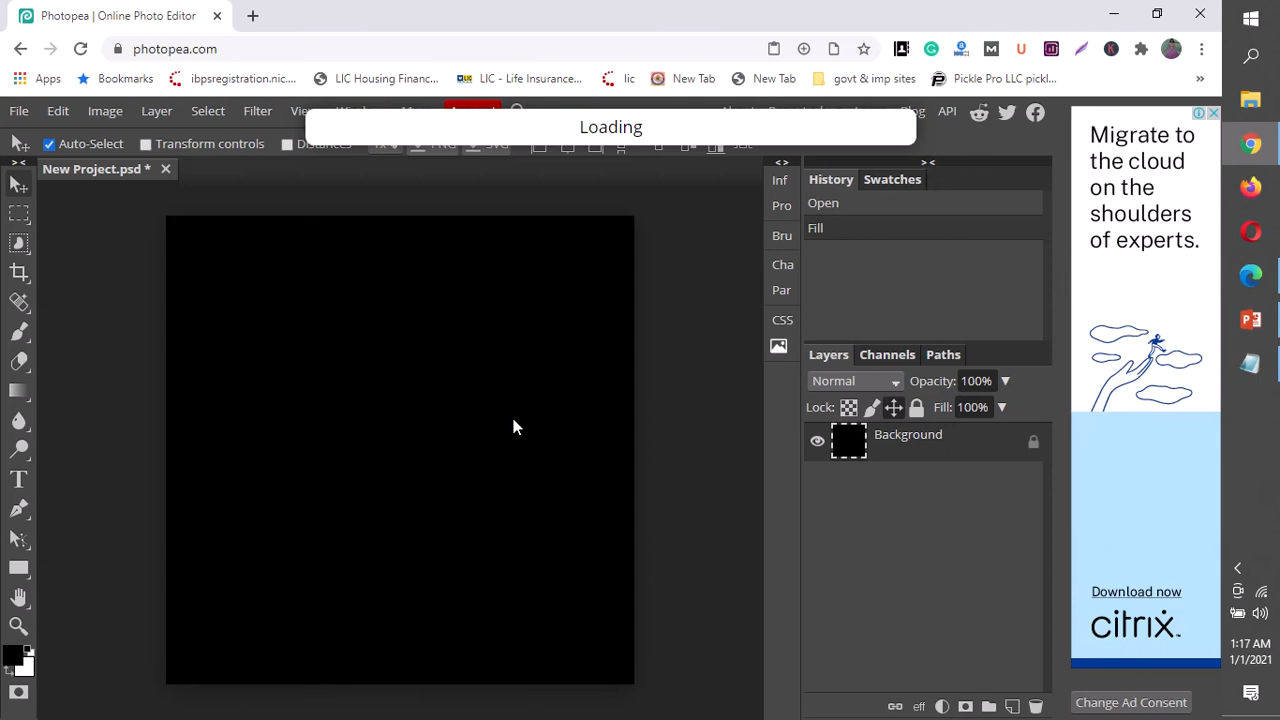 Photopea | Online Photo Editor
photopea.com
Apps
Bookmarks
ibpsregistration.nic...
LIC Housing Financ...
LIC - Life Insurance...
lic
New Tab
New Tab
govt & imp sites
Pickle Pro LLC pickl...
»
File
Edit
Image
Layer
Select
Filter
API
Loading
Auto-Select
Transform controls
New Project.psd *
Inf
Pro
Bru
Cha
Par
CSS
History
Swatches
Open
Fill
Layers
Channels
Paths
Normal
Opacity: 100%
Lock:
Fill: 100%
Background
eff
Migrate to
the cloud
on the
shoulders
of experts.
Download now
citrix
Change Ad Consent
1:17 AM
1/1/2021